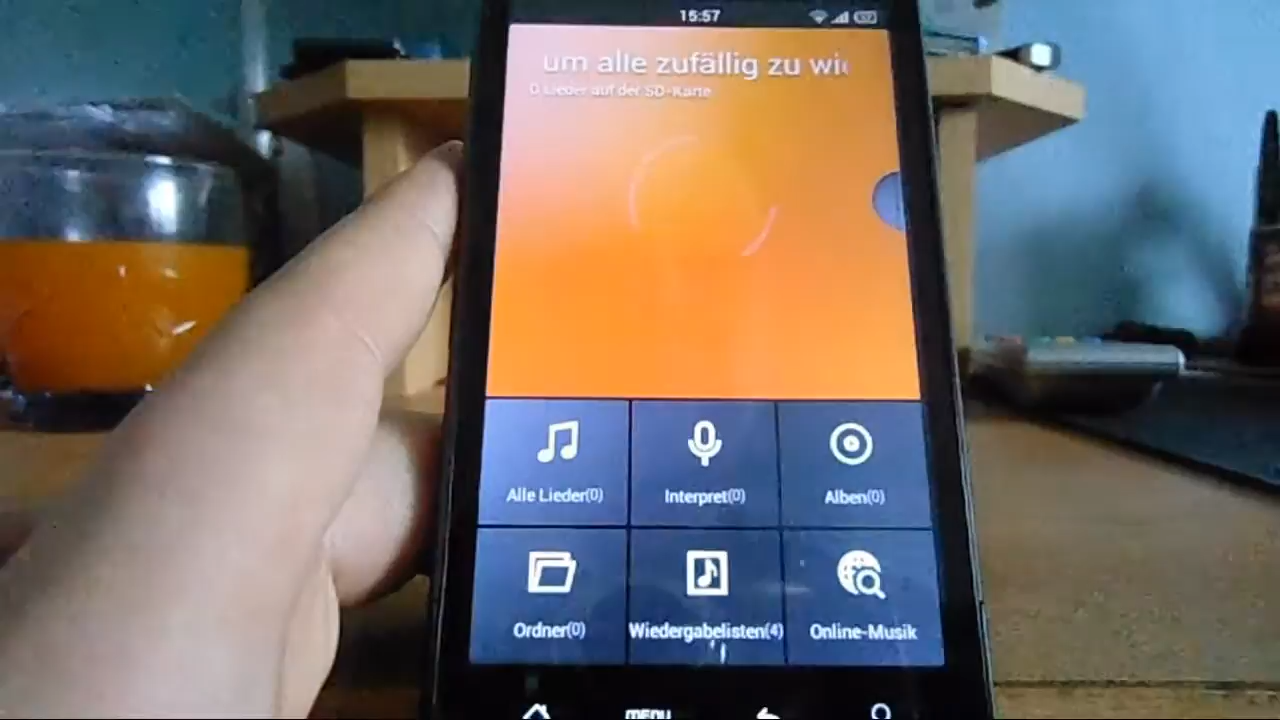 15:57
um alle zufällig zu wi
0 Lieder auf der SD-Karte
Alle Lieder(0)
Interpret(0)
Alben(0)
Ordner(0)
Wiedergabelisten(4)
Online-Musik
menu